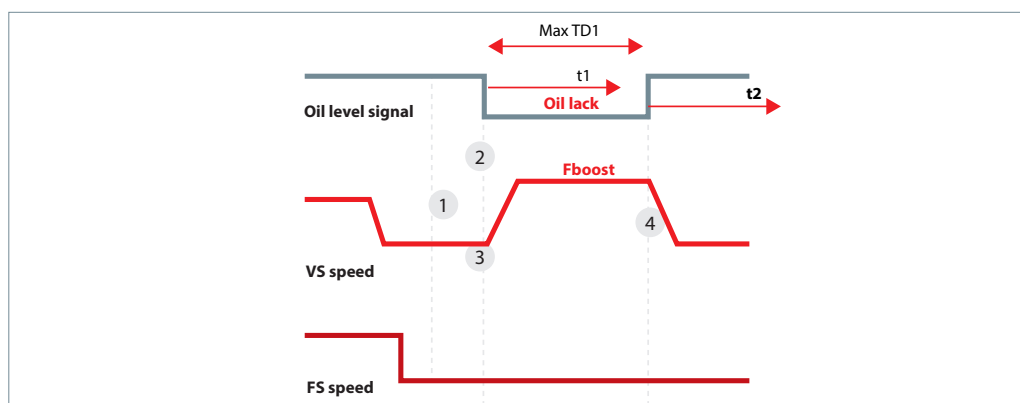 Max TD1
t1
t2
Oil lack
Oil level signal
2
Fboost
1
4
3
VS speed
FS speed